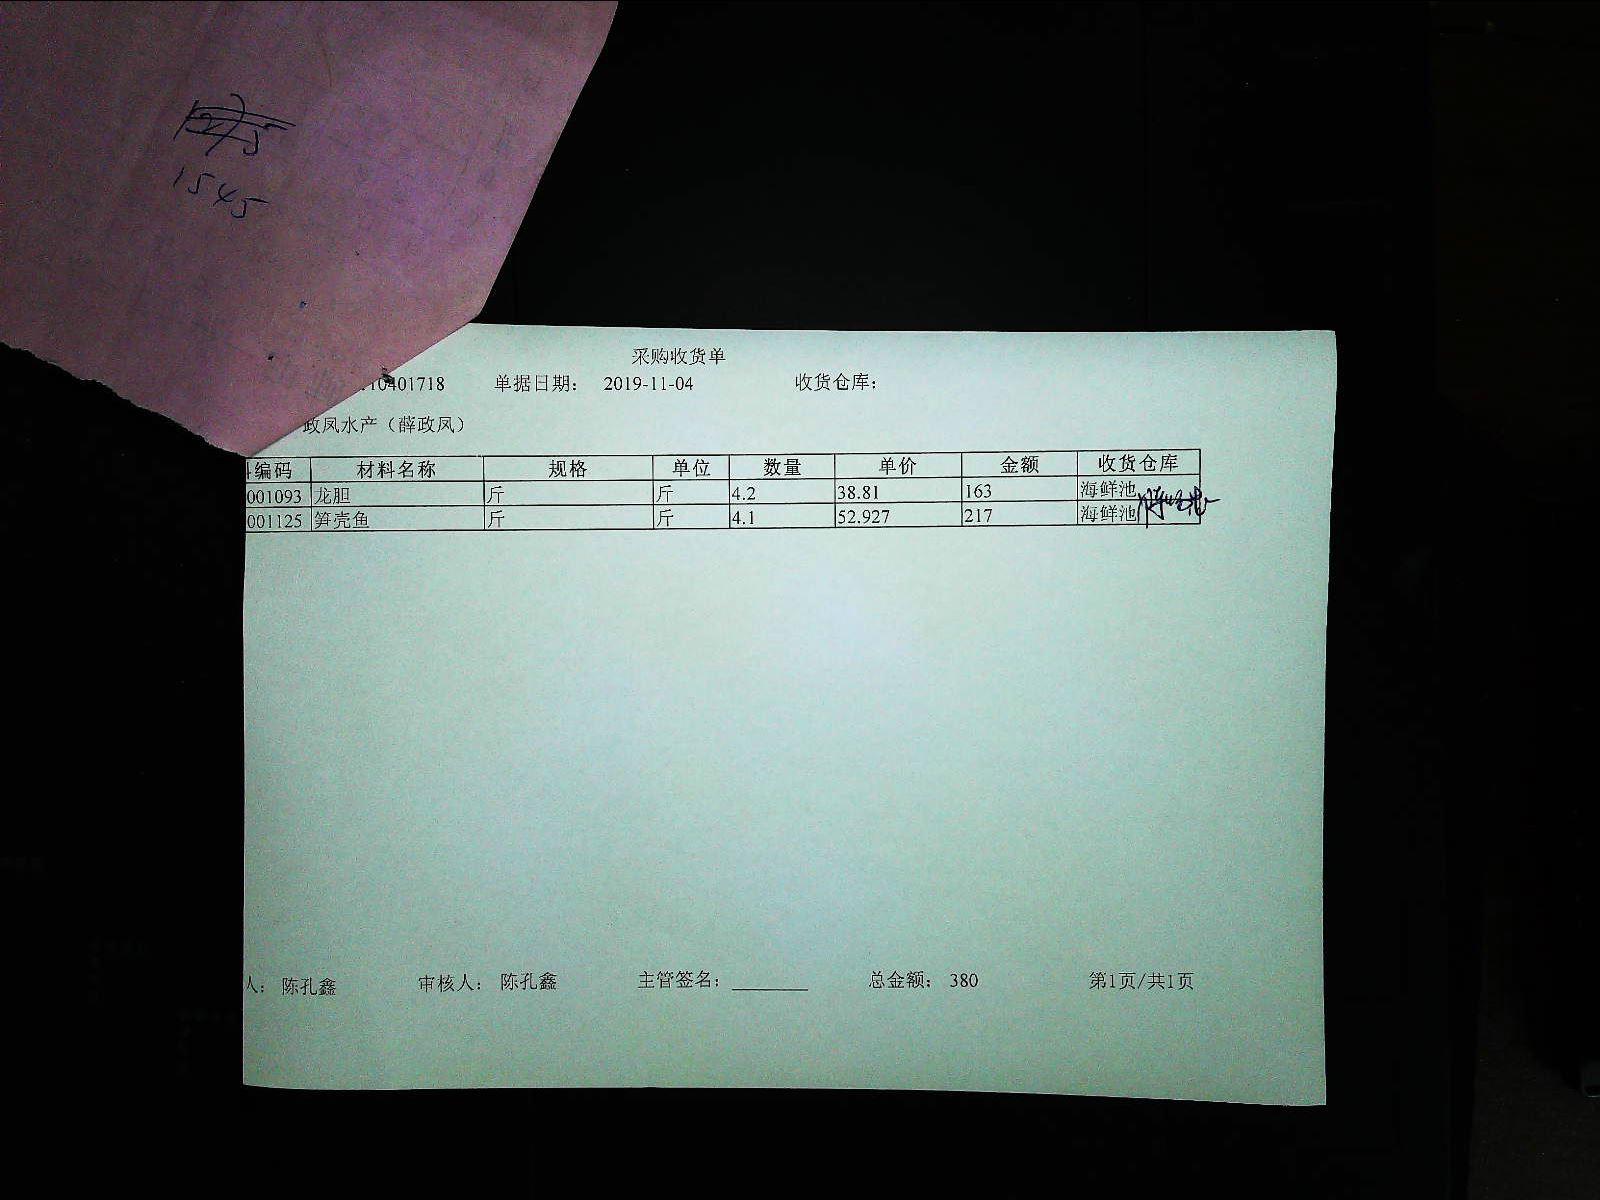 1545
采购收货单
10401718 单据日期： 2019-11-04 收货仓库：
政凤水产（薛政凤）
编码 材料名称 规格 单位 数量 单价 金额 收货仓库
001093 龙胆 斤 斤 4.2 38.81 163 海鲜池
001125 笋壳鱼 斤 斤 4.1 52.927 217 海鲜池
人： 陈孔鑫 审核人： 陈孔鑫 主管签名： 总金额： 380 第1页/共1页